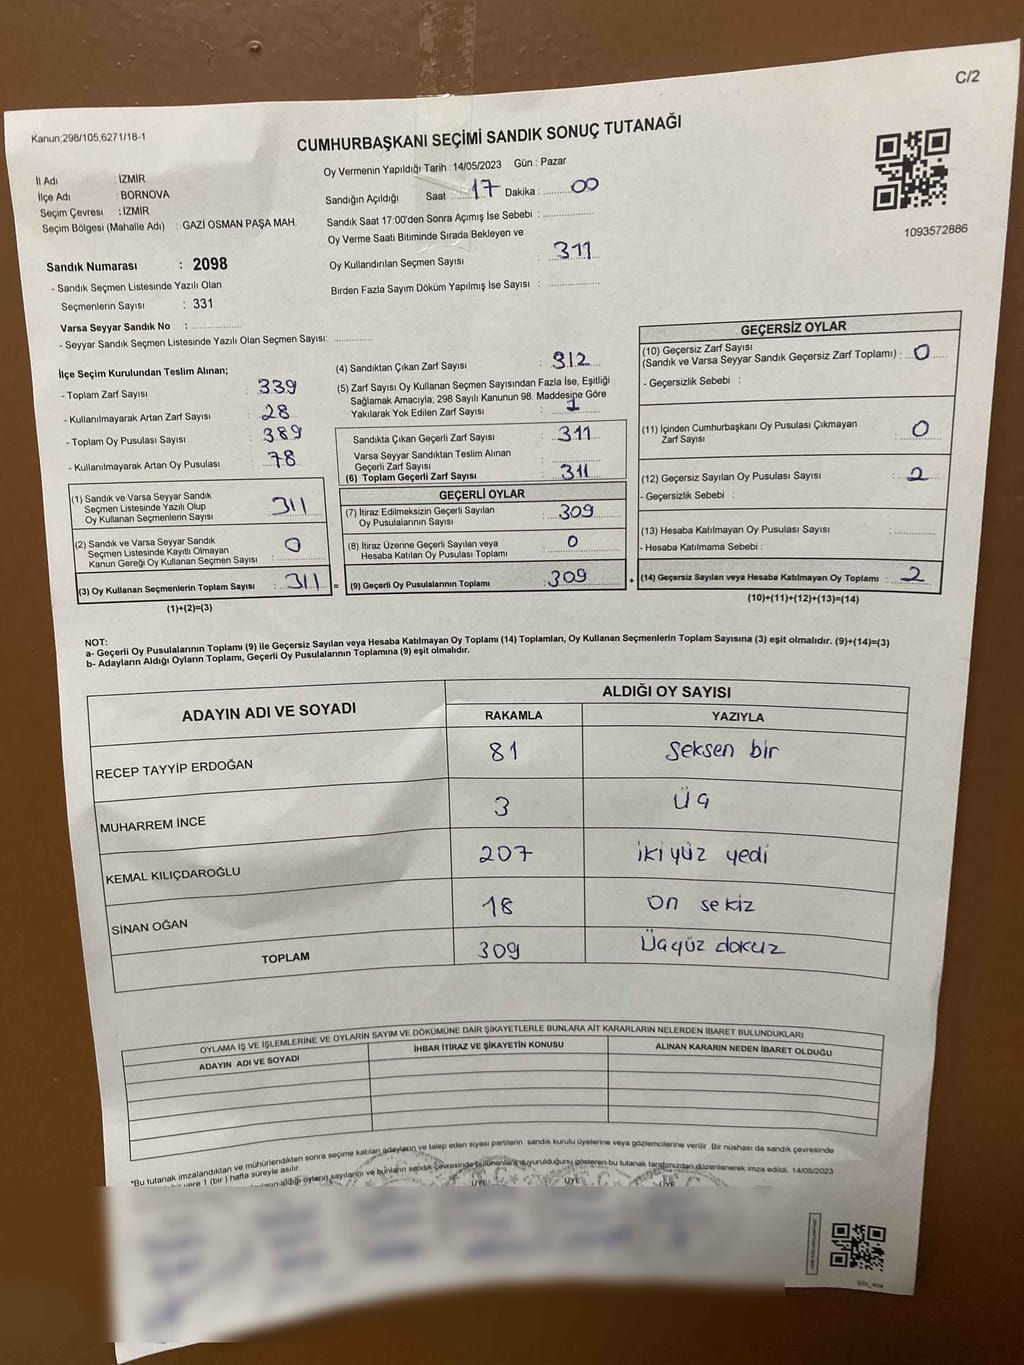 C/2
Kanun;298/105,6271/18-1
CUMHURBAŞKANI SEÇİMİ SANDIK SONUÇ TUTANAĞI
İl Adı : İZMİR
İlçe Adı : BORNOVA
Seçim Çevresi : İZMİR
Seçim Bölgesi (Mahalle Adı) : GAZİ OSMAN PAŞA MAH.
Sandık Numarası : 2098
- Sandık Seçmen Listesinde Yazılı Olan
Seçmenlerin Sayısı : 331
Varsa Seyyar Sandık No :
- Seyyar Sandık Seçmen Listesinde Yazılı Olan Seçmen Sayısı:
Oy Vermenin Yapıldığı Tarih : 14/05/2023 Gün : Pazar
Sandığın Açıldığı Saat 17 Dakika : 00
Sandık Saat 17:00'den Sonra Açımış İse Sebebi :
Oy Verme Saati Bitiminde Sırada Bekleyen ve
Oy Kullandırılan Seçmen Sayısı : 311
Birden Fazla Sayım Döküm Yapılmış İse Sayısı :
1093572886
İlçe Seçim Kurulundan Teslim Alınan;
- Toplam Zarf Sayısı : 339
- Kullanılmayarak Artan Zarf Sayısı : 28
- Toplam Oy Pusulası Sayısı : 389
- Kullanılmayarak Artan Oy Pusulası : 78
(1) Sandık ve Varsa Seyyar Sandık
Seçmen Listesinde Yazılı Olup
Oy Kullanan Seçmenlerin Sayısı : 311
(2) Sandık ve Varsa Seyyar Sandık
Seçmen Listesinde Kayıtlı Olmayan
Kanun Gereği Oy Kullanan Seçmen Sayısı : 0
(3) Oy Kullanan Seçmenlerin Toplam Sayısı : 311 =
(1)+(2)=(3)
(4) Sandıktan Çıkan Zarf Sayısı : 312
(5) Zarf Sayısı Oy Kullanan Seçmen Sayısından Fazla İse, Eşitliği
Sağlamak Amacıyla; 298 Sayılı Kanunun 98. Maddesine Göre
Yakılarak Yok Edilen Zarf Sayısı : 1
Sandıkta Çıkan Geçerli Zarf Sayısı : 311
Varsa Seyyar Sandıktan Teslim Alınan
Geçerli Zarf Sayısı :
(6) Toplam Geçerli Zarf Sayısı : 311
GEÇERLİ OYLAR
(7) İtiraz Edilmeksizin Geçerli Sayılan
Oy Pusulalarının Sayısı : 309
(8) İtiraz Üzerine Geçerli Sayılan veya
Hesaba Katılan Oy Pusulası Toplamı : 0
(9) Geçerli Oy Pusulalarının Toplamı : 309 +
GEÇERSİZ OYLAR
(10) Geçersiz Zarf Sayısı
(Sandık ve Varsa Seyyar Sandık Geçersiz Zarf Toplamı) : 0
- Geçersizlik Sebebi :
(11) İçinden Cumhurbaşkanı Oy Pusulası Çıkmayan
Zarf Sayısı : 0
(12) Geçersiz Sayılan Oy Pusulası Sayısı : 2
- Geçersizlik Sebebi :
(13) Hesaba Katılmayan Oy Pusulası Sayısı :
- Hesaba Katılmama Sebebi :
(14) Geçersiz Sayılan veya Hesaba Katılmayan Oy Toplamı : 2
(10)+(11)+(12)+(13)=(14)
NOT:
a- Geçerli Oy Pusulalarının Toplamı (9) ile Geçersiz Sayılan veya Hesaba Katılmayan Oy Toplamı (14) Toplamları, Oy Kullanan Seçmenlerin Toplam Sayısına (3) eşit olmalıdır. (9)+(14)=(3)
b- Adayların Aldığı Oyların Toplamı, Geçerli Oy Pusulalarının Toplamına (9) eşit olmalıdır.
ADAYIN ADI VE SOYADI ALDIĞI OY SAYISI
RAKAMLA YAZIYLA
RECEP TAYYİP ERDOĞAN 81 Seksen bir
MUHARREM İNCE 3 Üç
KEMAL KILIÇDAROĞLU 207 iki yüz yedi
SİNAN OĞAN 18 on sekiz
TOPLAM 309 Üçyüz dokuz
OYLAMA İŞ VE İŞLEMLERİNE VE OYLARIN SAYIM VE DÖKÜMÜNE DAİR ŞİKAYETLERLE BUNLARA AİT KARARLARIN NELERDEN İBARET BULUNDUKLARI
ADAYIN ADI VE SOYADI İHBAR İTİRAZ VE ŞİKAYETİN KONUSU ALINAN KARARIN NEDEN İBARET OLDUĞU
*Bu tutanak imzalandıktan ve mühürlendikten sonra seçime katılan adayların ve talep eden siyasi partilerin sandık kurulu üyelerine veya gözlemcilerine verilir. Bir nüshası da sandık çevresinde
bir yere 1 (bir) hafta süreyle asılır.
aldığı oyların sayılarını ve bunların sandık çevresinde bulunanlara duyurulduğunu gösteren bu tutanak tarafımızdan düzenlenerek imza edildi. 14/05/2023
ÜYE ÜYE ÜYE